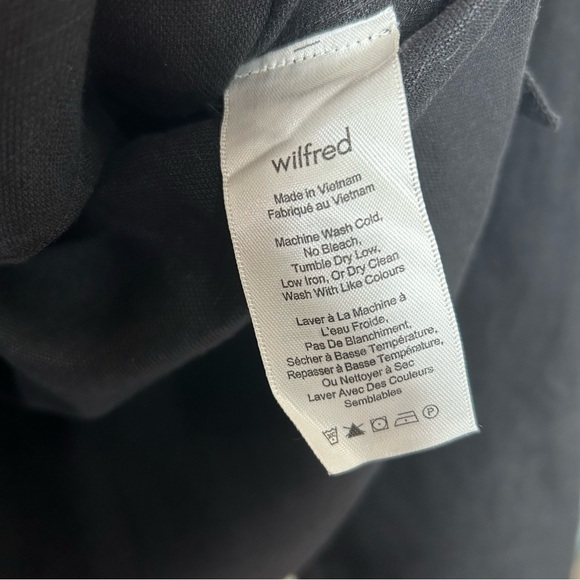 wilfred
Made in Vietnam
Fabriqué au Vietnam
Machine Wash Cold,
No Bleach,
Tumble Dry Low,
Low Iron, Or Dry Clean
Wash With Like Colours
Laver à La Machine à
L'eau Froide,
Pas De Blanchiment,
Sécher à Basse Température,
Repasser à Basse Température,
Ou Nettoyer à Sec
Laver Avec Des Couleurs
Semblables